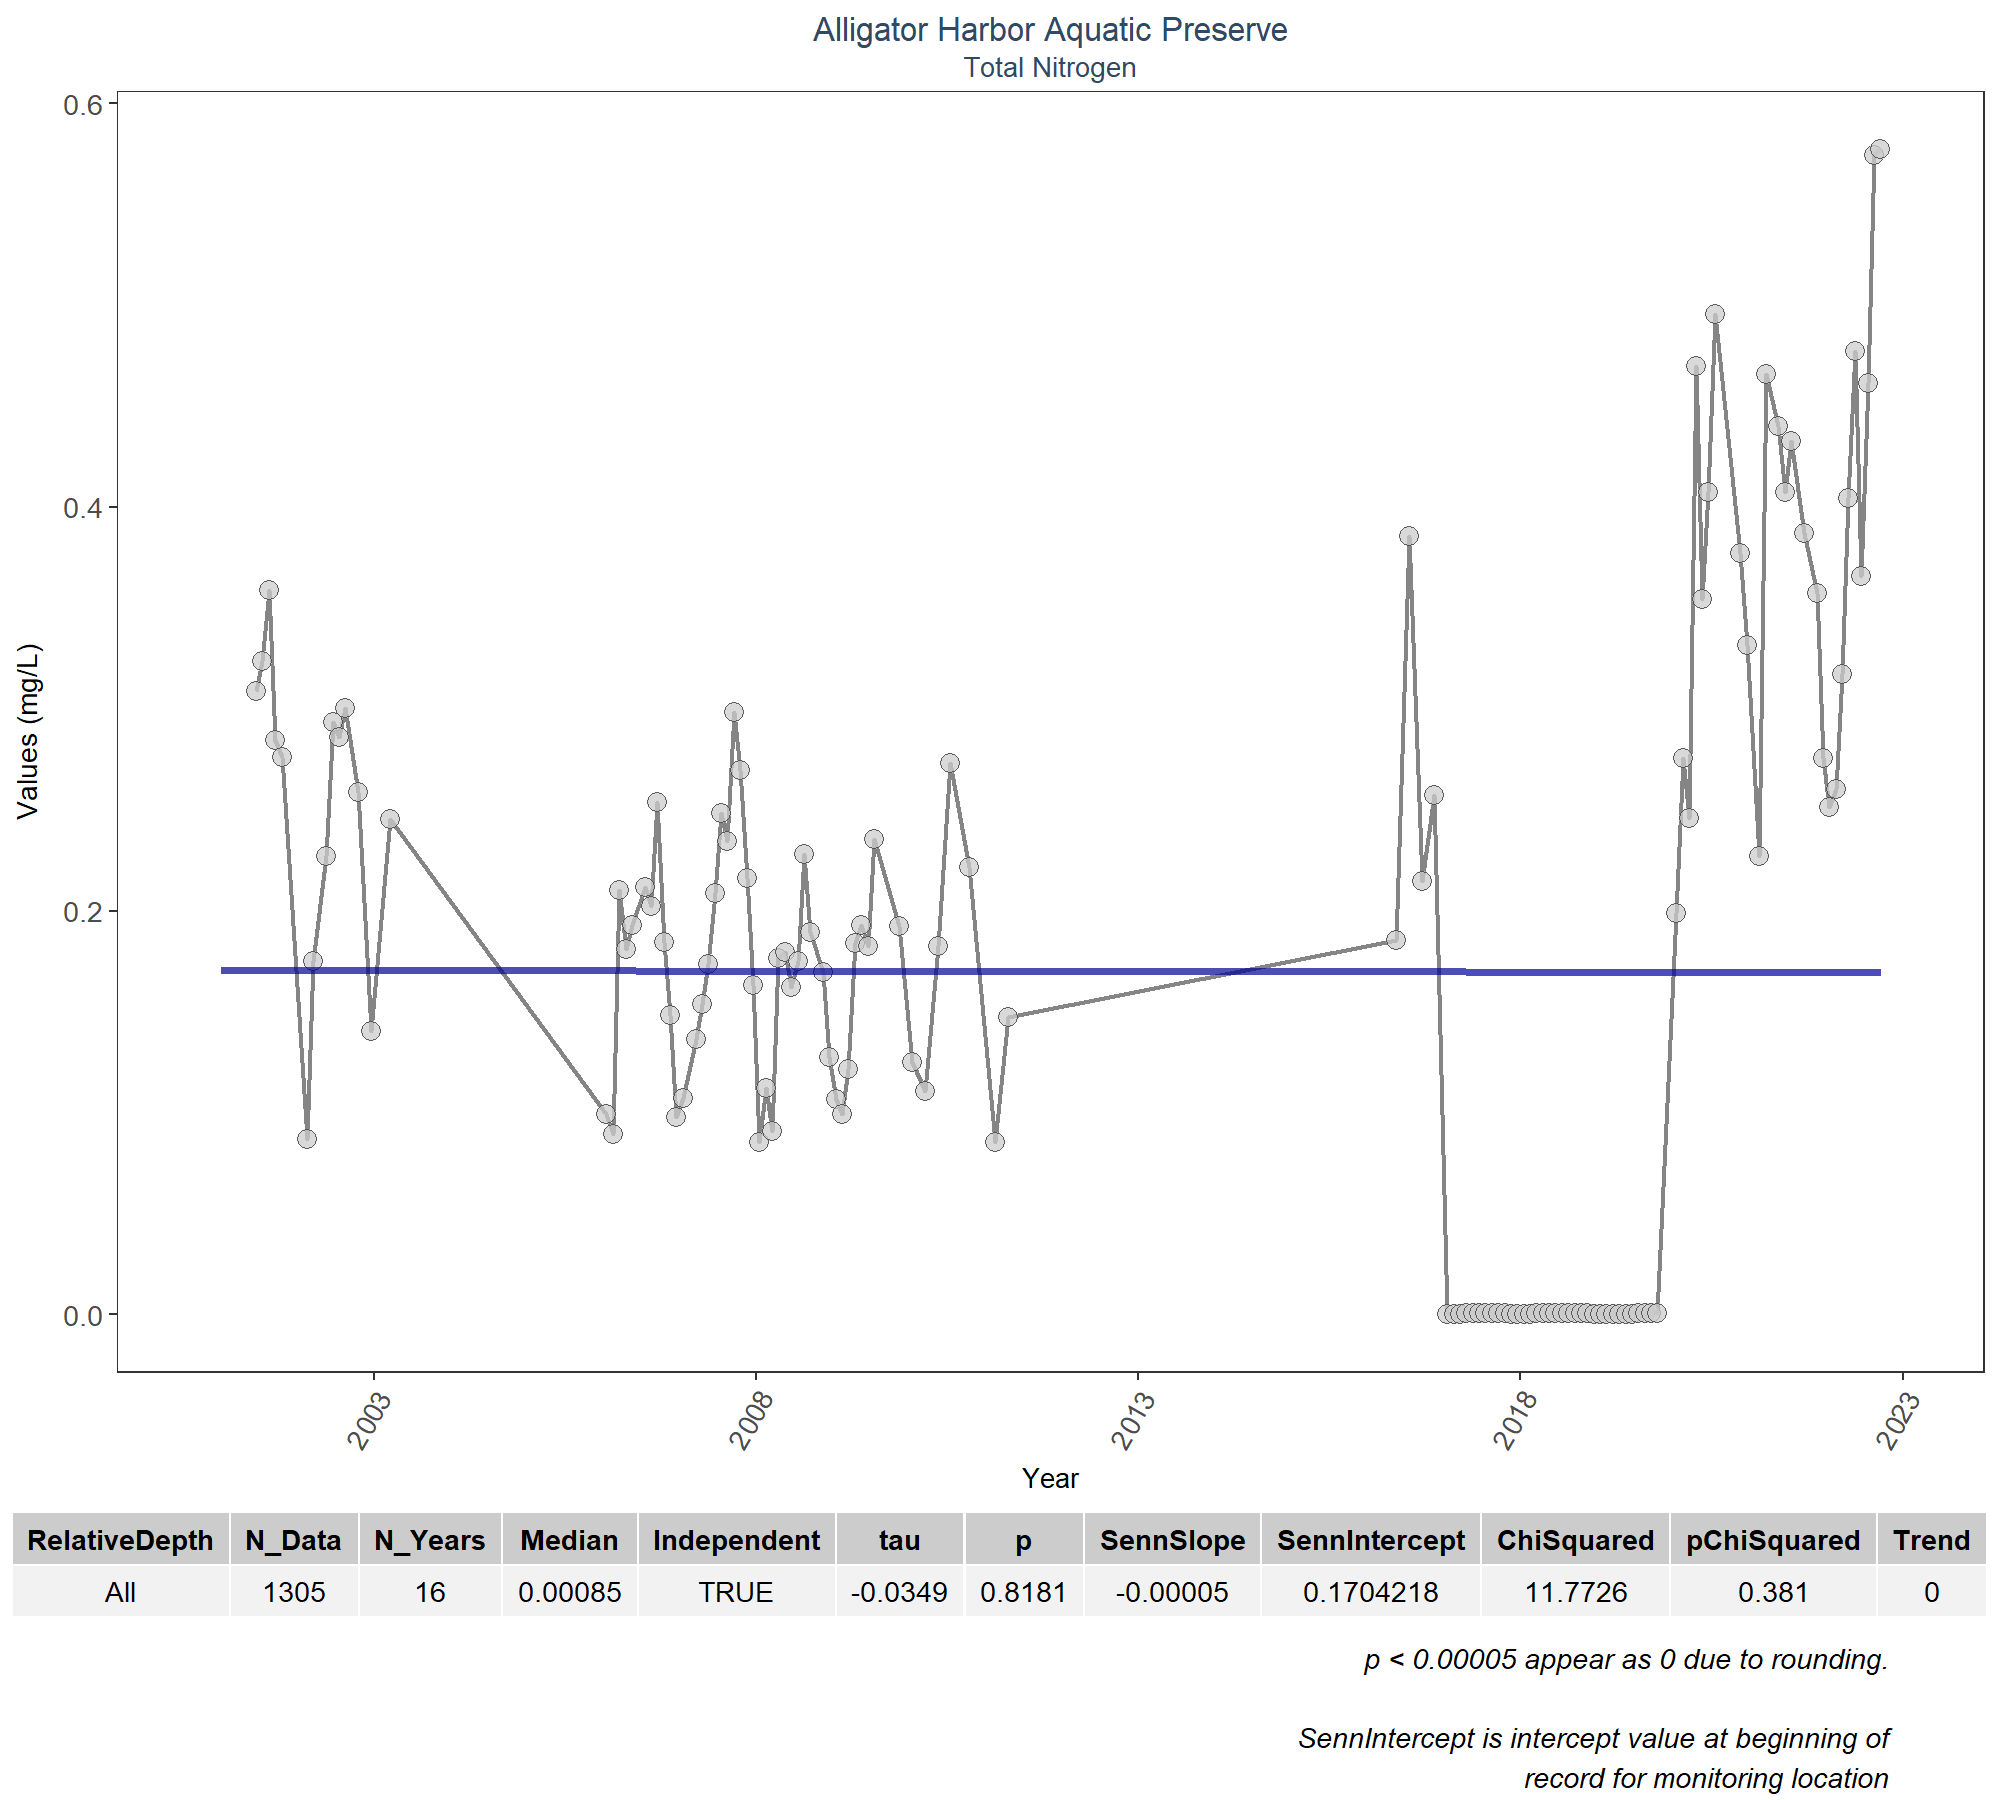 Alligator Harbor Aquatic Preserve
Total Nitrogen
0.6
0.4
0.2
0.0
Values (mg/L)
2003
2008
2013
2018
2023
Year
RelativeDepth N_Data N_Years Median Independent tau p SennSlope SennIntercept ChiSquared pChiSquared Trend
All 1305 16 0.00085 TRUE -0.0349 0.8181 -0.00005 0.1704218 11.7726 0.381 0
p < 0.00005 appear as 0 due to rounding.
SennIntercept is intercept value at beginning of
record for monitoring location